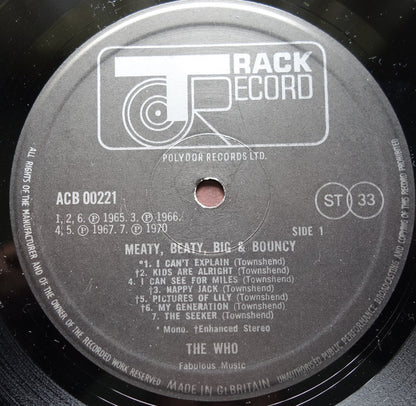 TRACK
RECORD
POLYDOR RECORDS LTD.
ACB 00221
1, 2, 6. Ⓟ 1965. 3. Ⓟ 1966.
4, 5. Ⓟ 1967. 7. Ⓟ 1970
SIDE 1
ST 33
MEATY, BEATY, BIG & BOUNCY
*1. I CAN'T EXPLAIN (Townshend)
†2. KIDS ARE ALRIGHT (Townshend)
4. I CAN SEE FOR MILES (Townshend)
†3. HAPPY JACK (Townshend)
†5. PICTURES OF LILY (Townshend)
†6. MY GENERATION (Townshend)
7. THE SEEKER (Townshend)
* Mono. †Enhanced Stereo
THE WHO
Fabulous Music
ALL RIGHTS OF THE MANUFACTURER AND OF THE OWNER OF THE RECORDED WORK RESERVED
MADE IN GT.BRITAIN
UNAUTHORISED PUBLIC PERFORMANCE BROADCASTING AND COPYING OF THIS RECORD PROHIBITED